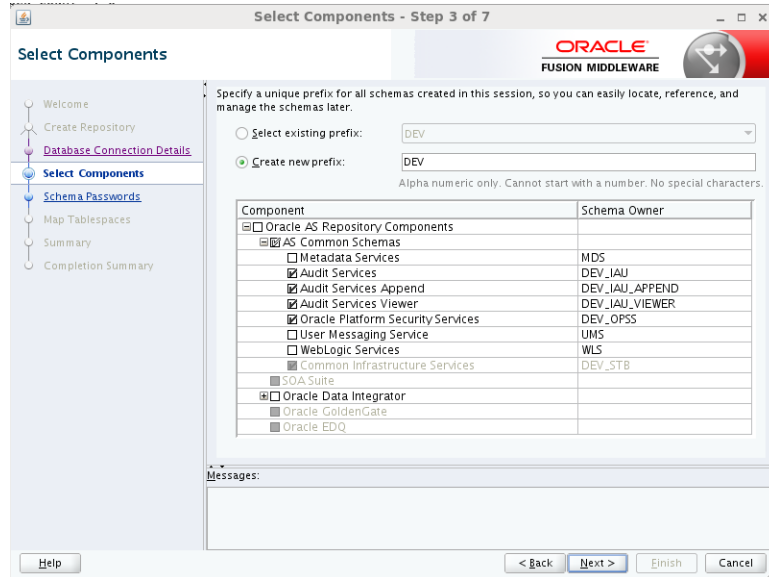 Select Components - Step 3 of 7
Select Components
ORACLE
FUSION MIDDLEWARE
Welcome
Create Repository
Database Connection Details
Select Components
Schema Passwords
Map Tablespaces
Summary
Completion Summary
Specify a unique prefix for all schemas created in this session, so you can easily locate, reference, and
manage the schemas later.
Select existing prefix: DEV
Create new prefix: DEV
Alpha numeric only. Cannot start with a number. No special characters.
Component Schema Owner
Oracle AS Repository Components
AS Common Schemas
Metadata Services MDS
Audit Services DEV_IAU
Audit Services Append DEV_IAU_APPEND
Audit Services Viewer DEV_IAU_VIEWER
Oracle Platform Security Services DEV_OPSS
User Messaging Service UMS
WebLogic Services WLS
Common Infrastructure Services DEV_STB
SOA Suite
Oracle Data Integrator
Oracle GoldenGate
Oracle EDQ
Messages:
Help < Back Next > Finish Cancel